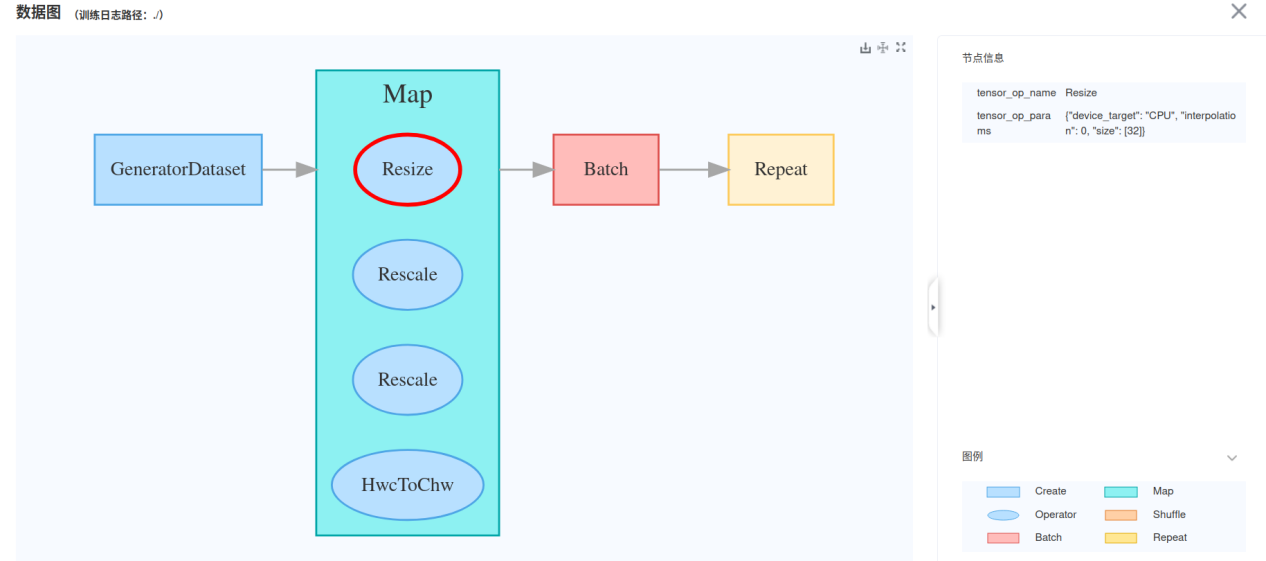 数据图 （训练日志路径：./）
Map
GeneratorDataset
Resize
Batch
Repeat
Rescale
Rescale
HwcToChw
节点信息
tensor_op_name Resize
tensor_op_para {"device_target": "CPU", "interpolatio
ms n": 0, "size": [32]}
图例
Create Map
Operator Shuffle
Batch Repeat